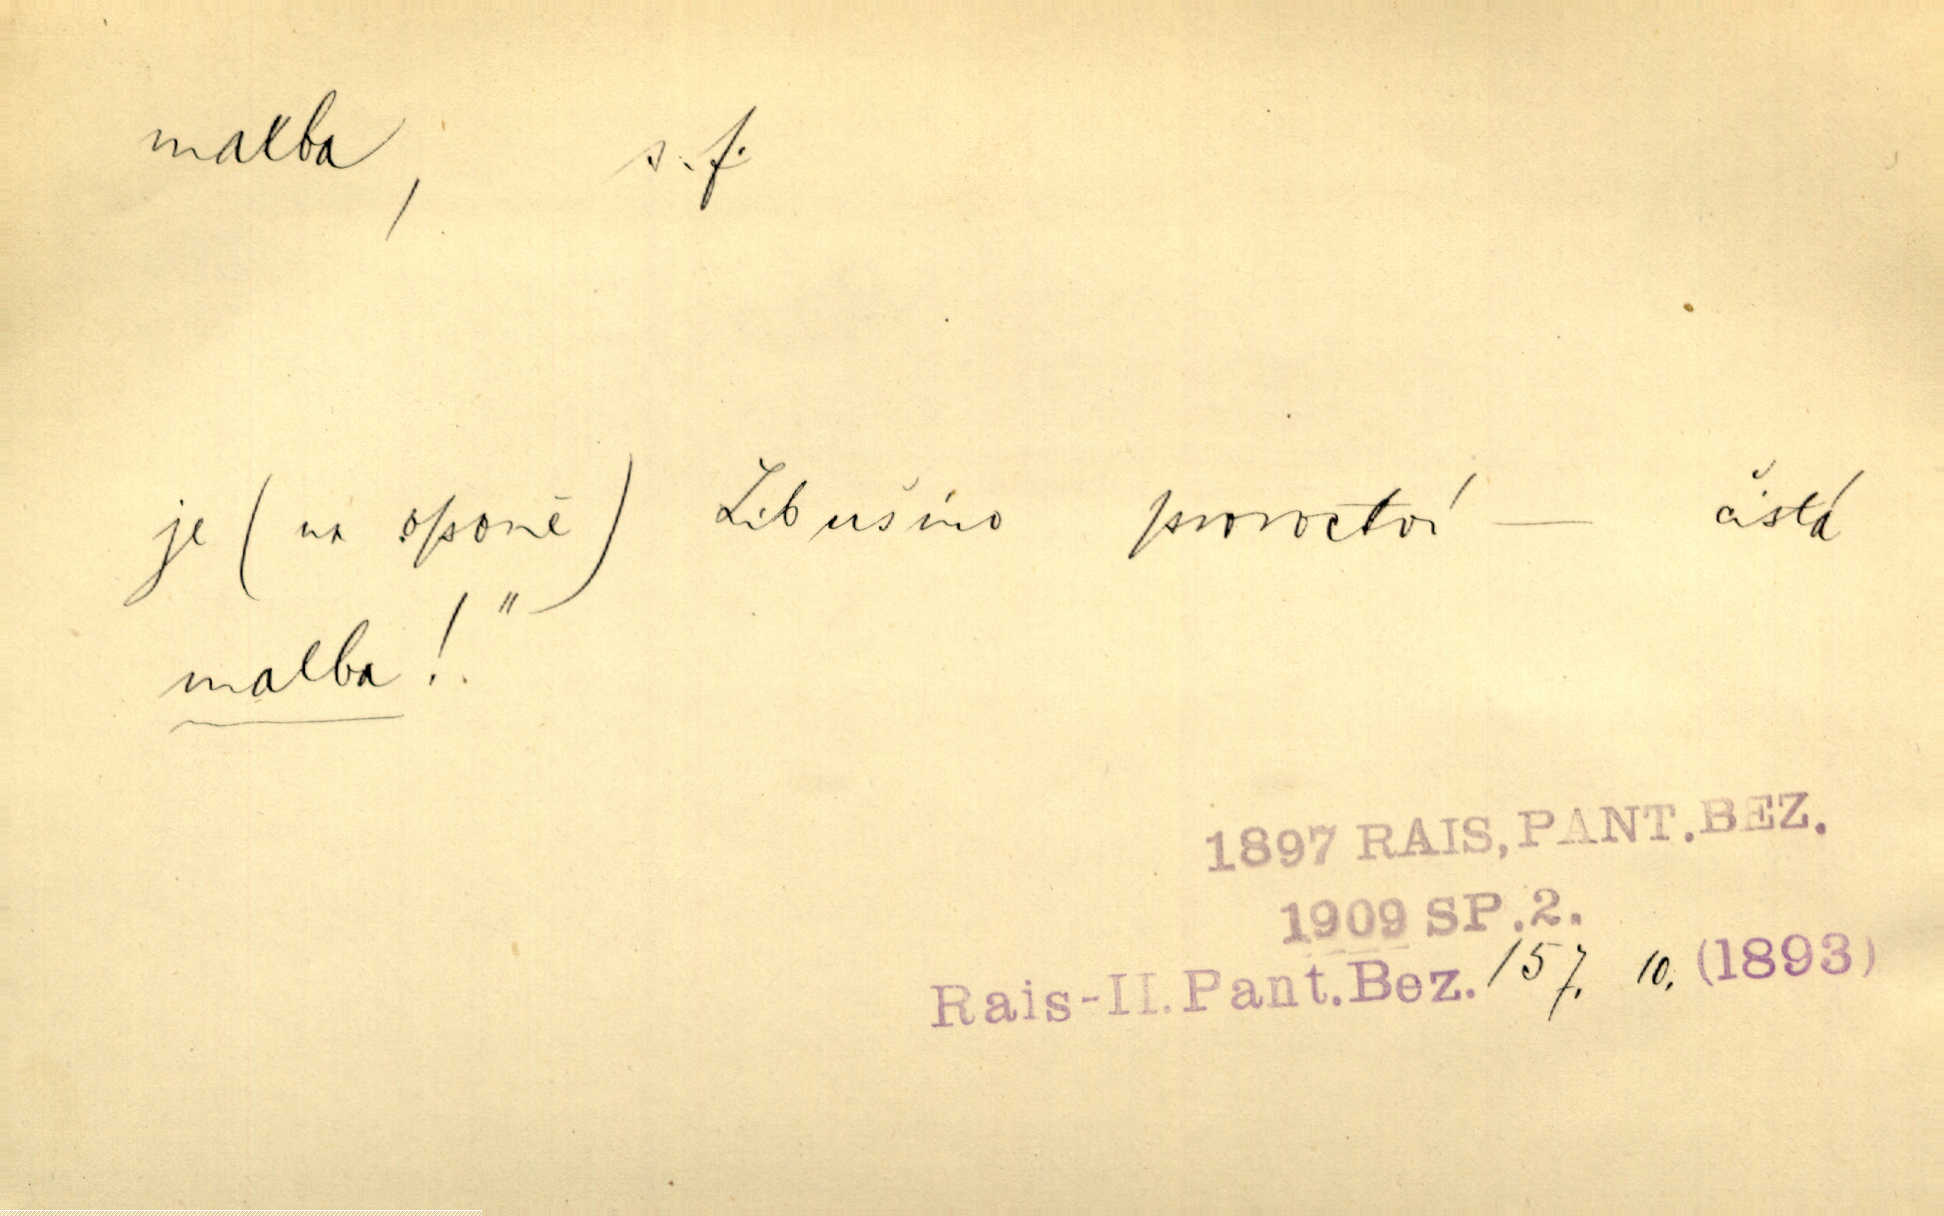 malba, s. f.
je (na oponě) Libušino proroctví — čistá
malba!"
1897 RAIS, PANT. BEZ.
1909 SP. 2.
Rais-II. Pant. Bez. 157. 10. (1893)